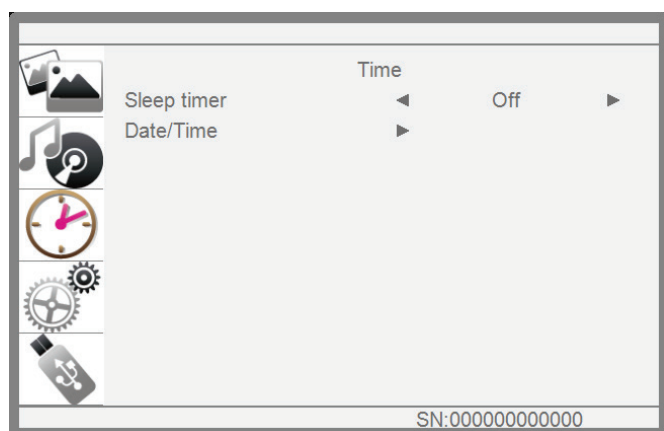 Time
Sleep timer ◀ Off ▶
Date/Time ▶
SN:000000000000